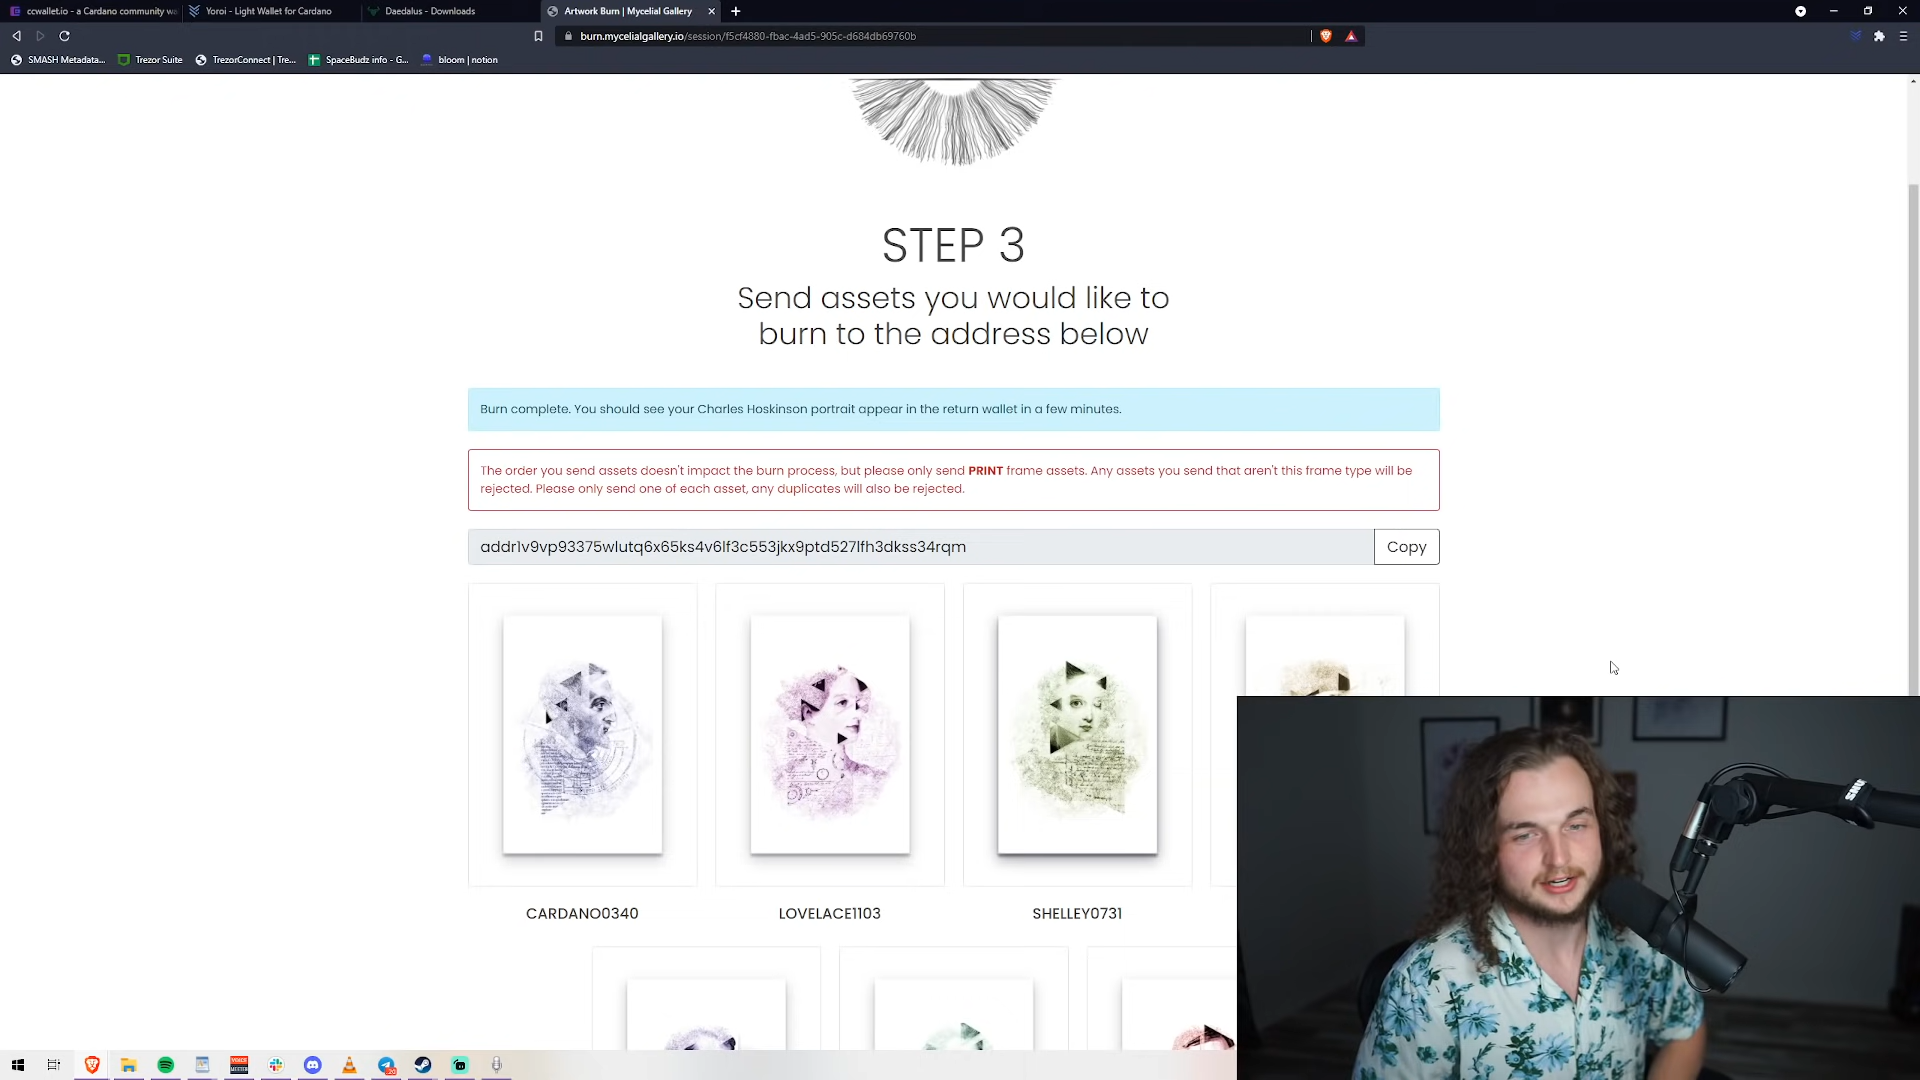 ccwallet.io - a Cardano community wa
Yoroi - Light Wallet for Cardano
Daedalus - Downloads
Artwork Burn | Mycelial Gallery
burn.mycelialgallery.io/session/f5cf4880-fbac-4ad5-905c-d684db69760b
SMASH Metadata...
Trezor Suite
TrezorConnect | Tre...
SpaceBudz info - G...
bloom | notion
STEP 3
Send assets you would like to
burn to the address below
Burn complete. You should see your Charles Hoskinson portrait appear in the return wallet in a few minutes.
The order you send assets doesn't impact the burn process, but please only send PRINT frame assets. Any assets you send that aren't this frame type will be
rejected. Please only send one of each asset, any duplicates will also be rejected.
addr1v9vp93375wlutq6x65ks4v6lf3c553jkx9ptd527lfh3dkss34rqm
Copy
CARDANO0340
LOVELACE1103
SHELLEY0731